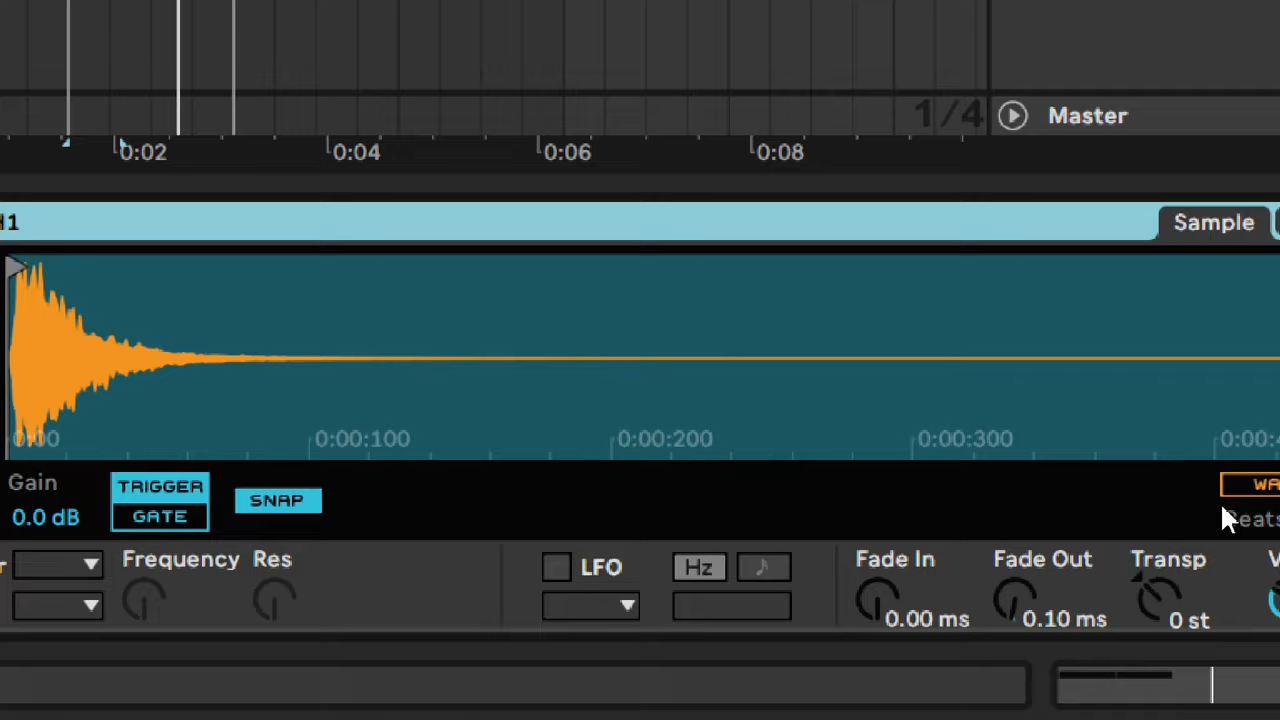 1/4
Master
0:02
0:04
0:06
0:08
Sample
0:00
0:00:100
0:00:200
0:00:300
Gain
0.0 dB
TRIGGER
GATE
SNAP
Frequency
Res
LFO
Hz
Fade In
0.00 ms
Fade Out
0.10 ms
Transp
0 st